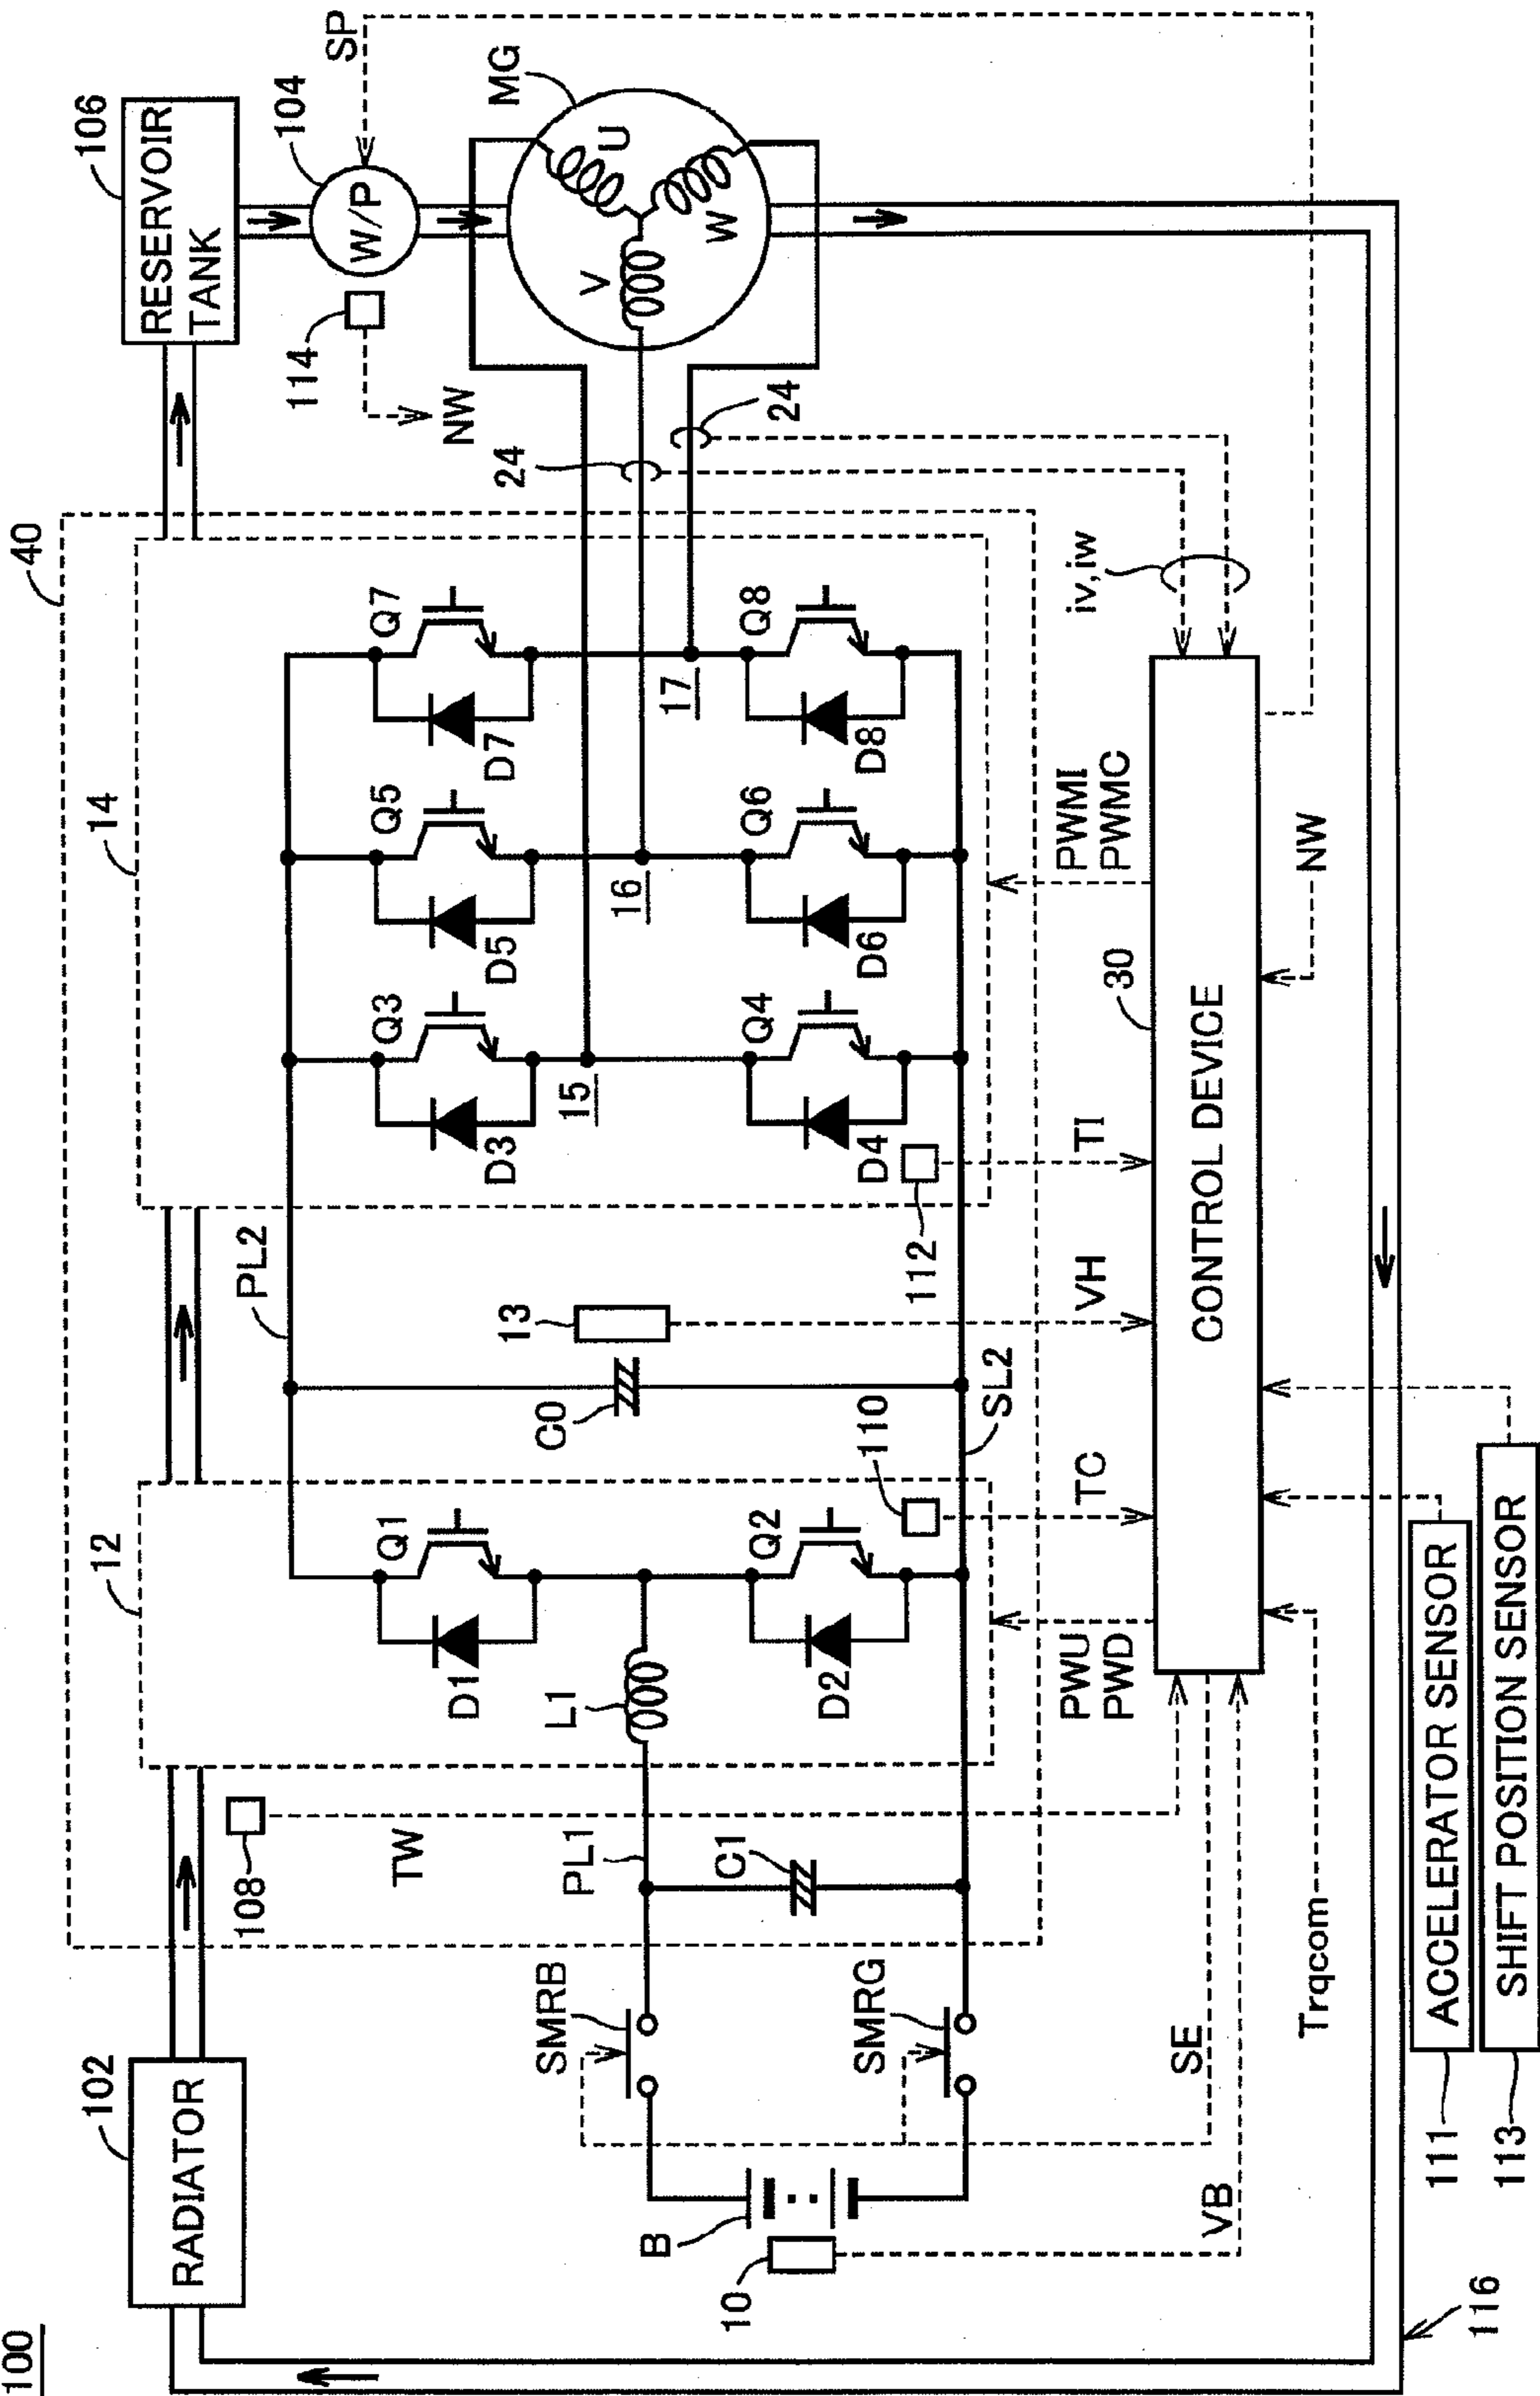 100
102
RADIATOR
108
TW
12
40
14
PL2
106
RESERVOIR
TANK
104
W/P
SP
114
NW
MG
U
V
W
24
24
Q1
D1
L1
Q2
D2
110
PL1
C1
SMRB
SMRG
B
10
13
C0
SL2
Q3
D3
Q5
D5
Q7
D7
15
16
17
Q4
D4
Q6
D6
Q8
D8
112
PWU
PWD
TC
VH
TI
PWMI
PWMC
iv,iw
30
CONTROL DEVICE
SE
VB
Trqcom
NW
111
ACCELERATOR SENSOR
113
SHIFT POSITION SENSOR
116